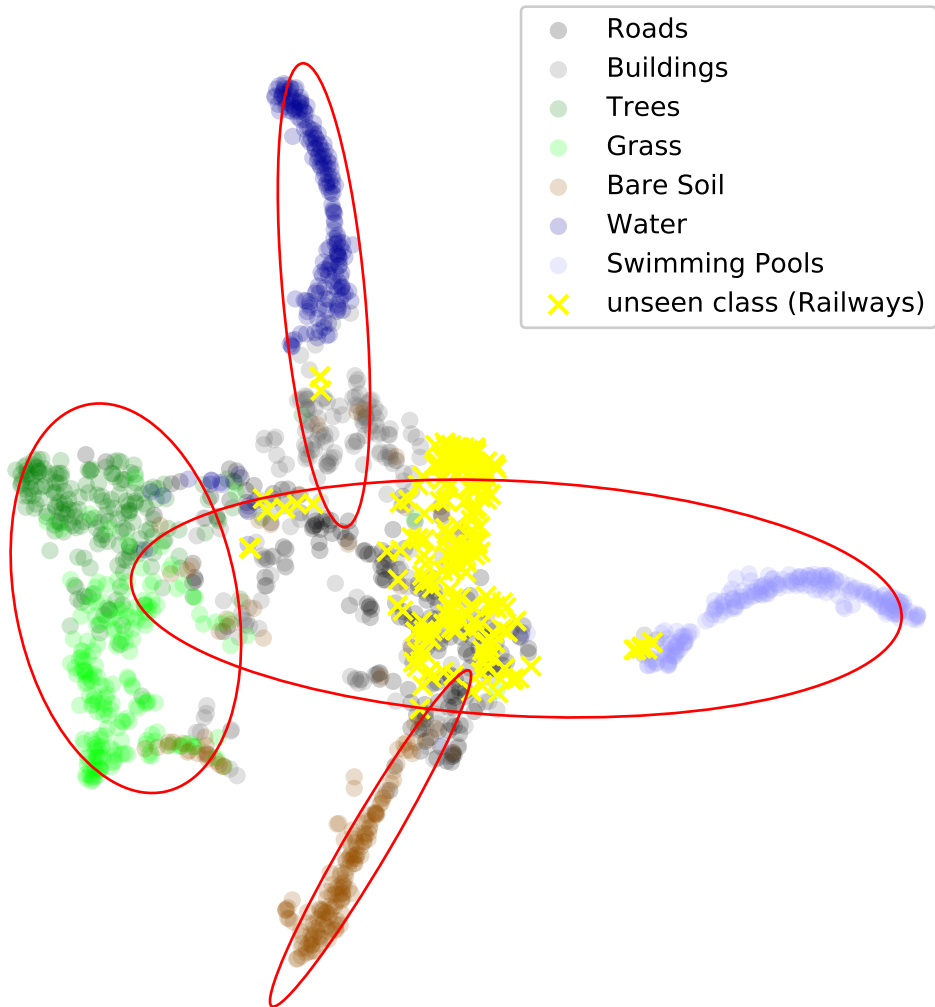 Roads
Buildings
Trees
Grass
Bare Soil
Water
Swimming Pools
unseen class (Railways)